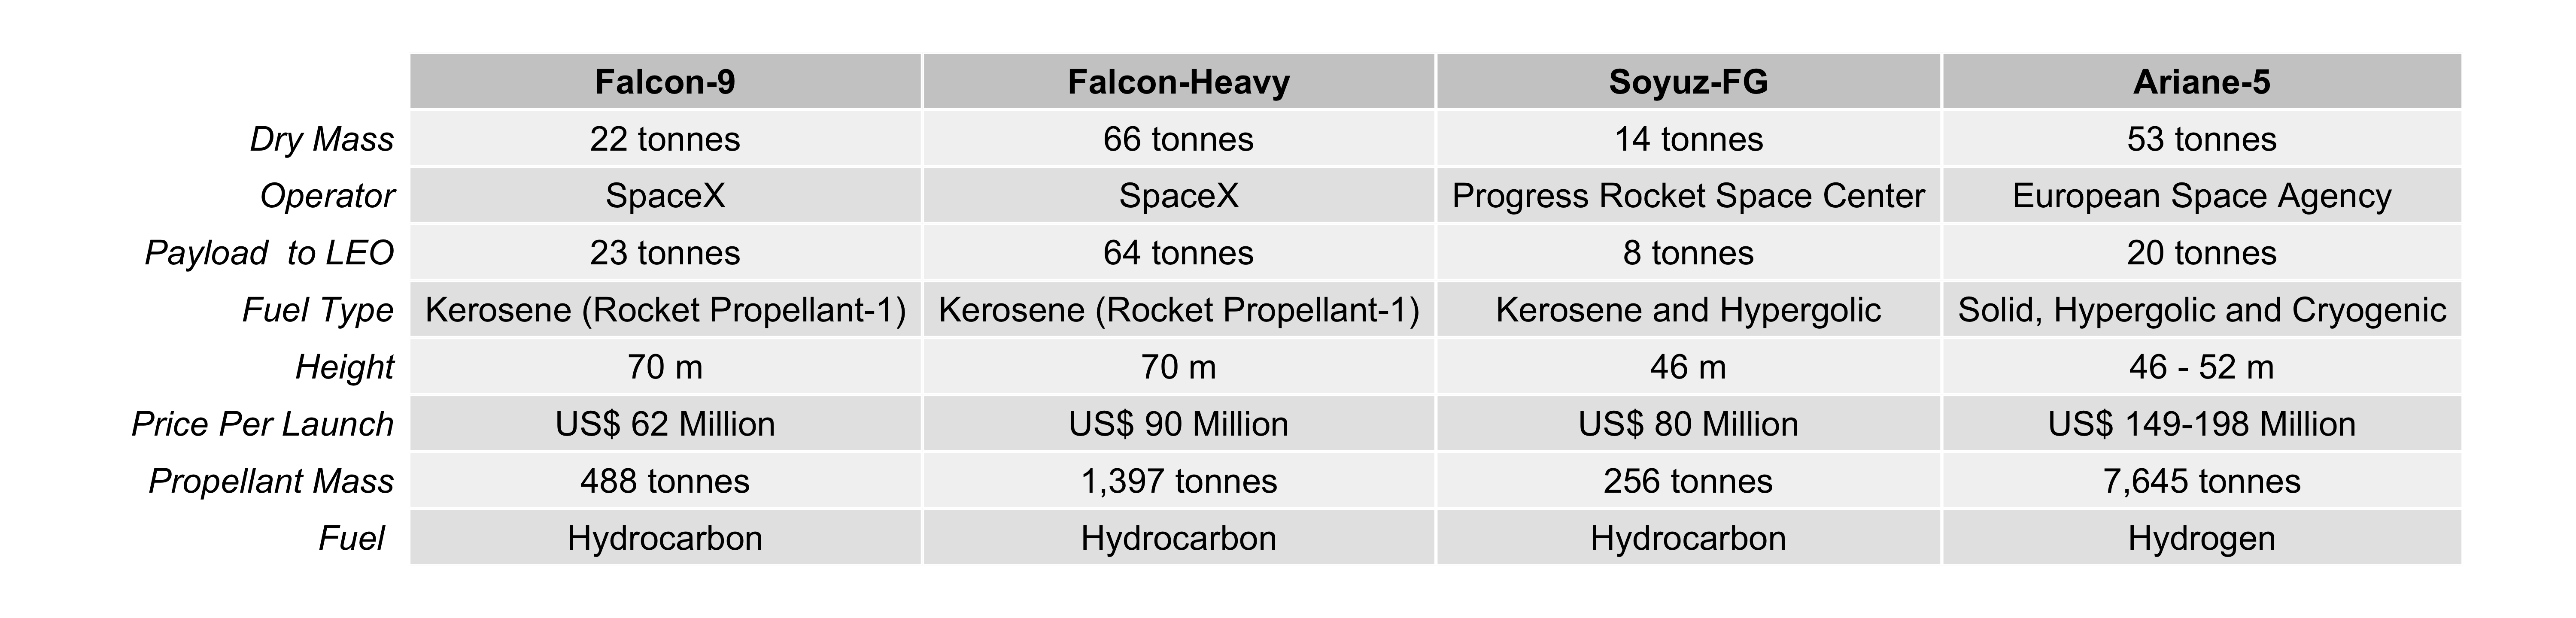 Falcon-9 Falcon-Heavy Soyuz-FG Ariane-5
Dry Mass 22 tonnes 66 tonnes 14 tonnes 53 tonnes
Operator SpaceX SpaceX Progress Rocket Space Center European Space Agency
Payload  to LEO 23 tonnes 64 tonnes 8 tonnes 20 tonnes
Fuel Type Kerosene (Rocket Propellant-1) Kerosene (Rocket Propellant-1) Kerosene and Hypergolic Solid, Hypergolic and Cryogenic
Height 70 m 70 m 46 m 46 - 52 m
Price Per Launch US$ 62 Million US$ 90 Million US$ 80 Million US$ 149-198 Million
Propellant Mass 488 tonnes 1,397 tonnes 256 tonnes 7,645 tonnes
Fuel Hydrocarbon Hydrocarbon Hydrocarbon Hydrogen